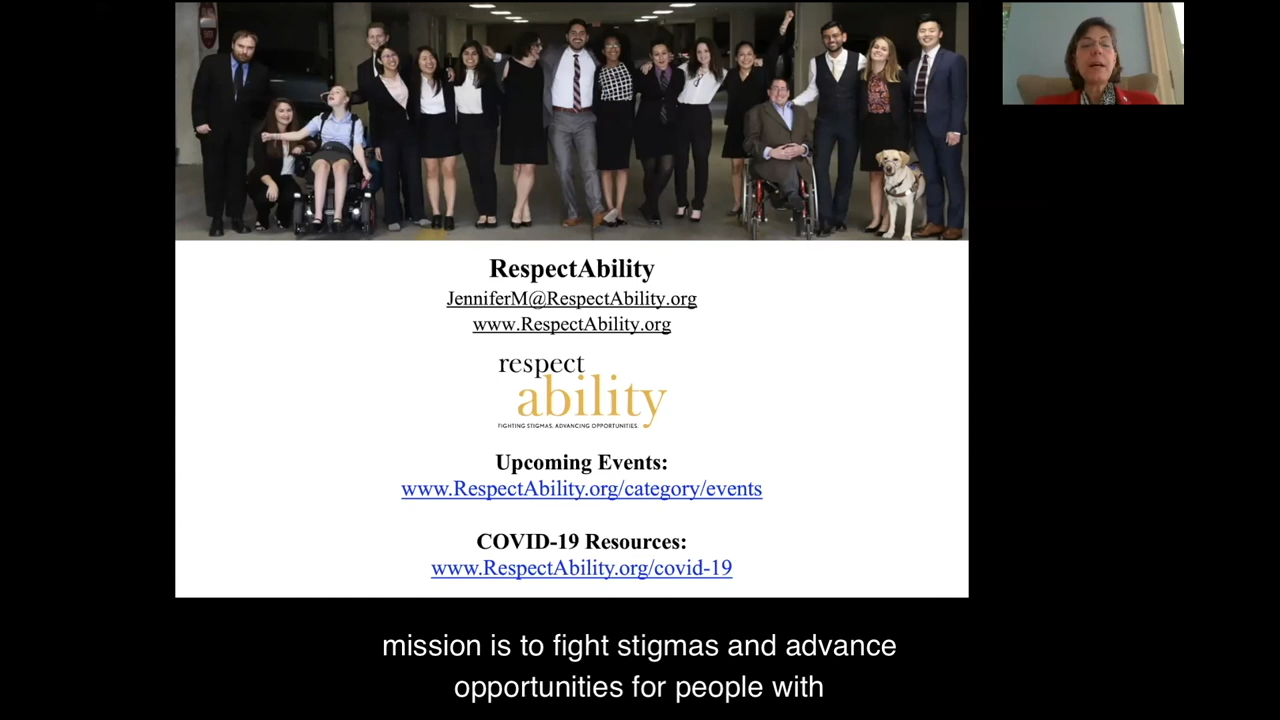 RespectAbility
JenniferM@RespectAbility.org
www.RespectAbility.org
respect
ability
FIGHTING STIGMAS. ADVANCING OPPORTUNITIES.
Upcoming Events:
www.RespectAbility.org/category/events
COVID-19 Resources:
www.RespectAbility.org/covid-19
mission is to fight stigmas and advance
opportunities for people with